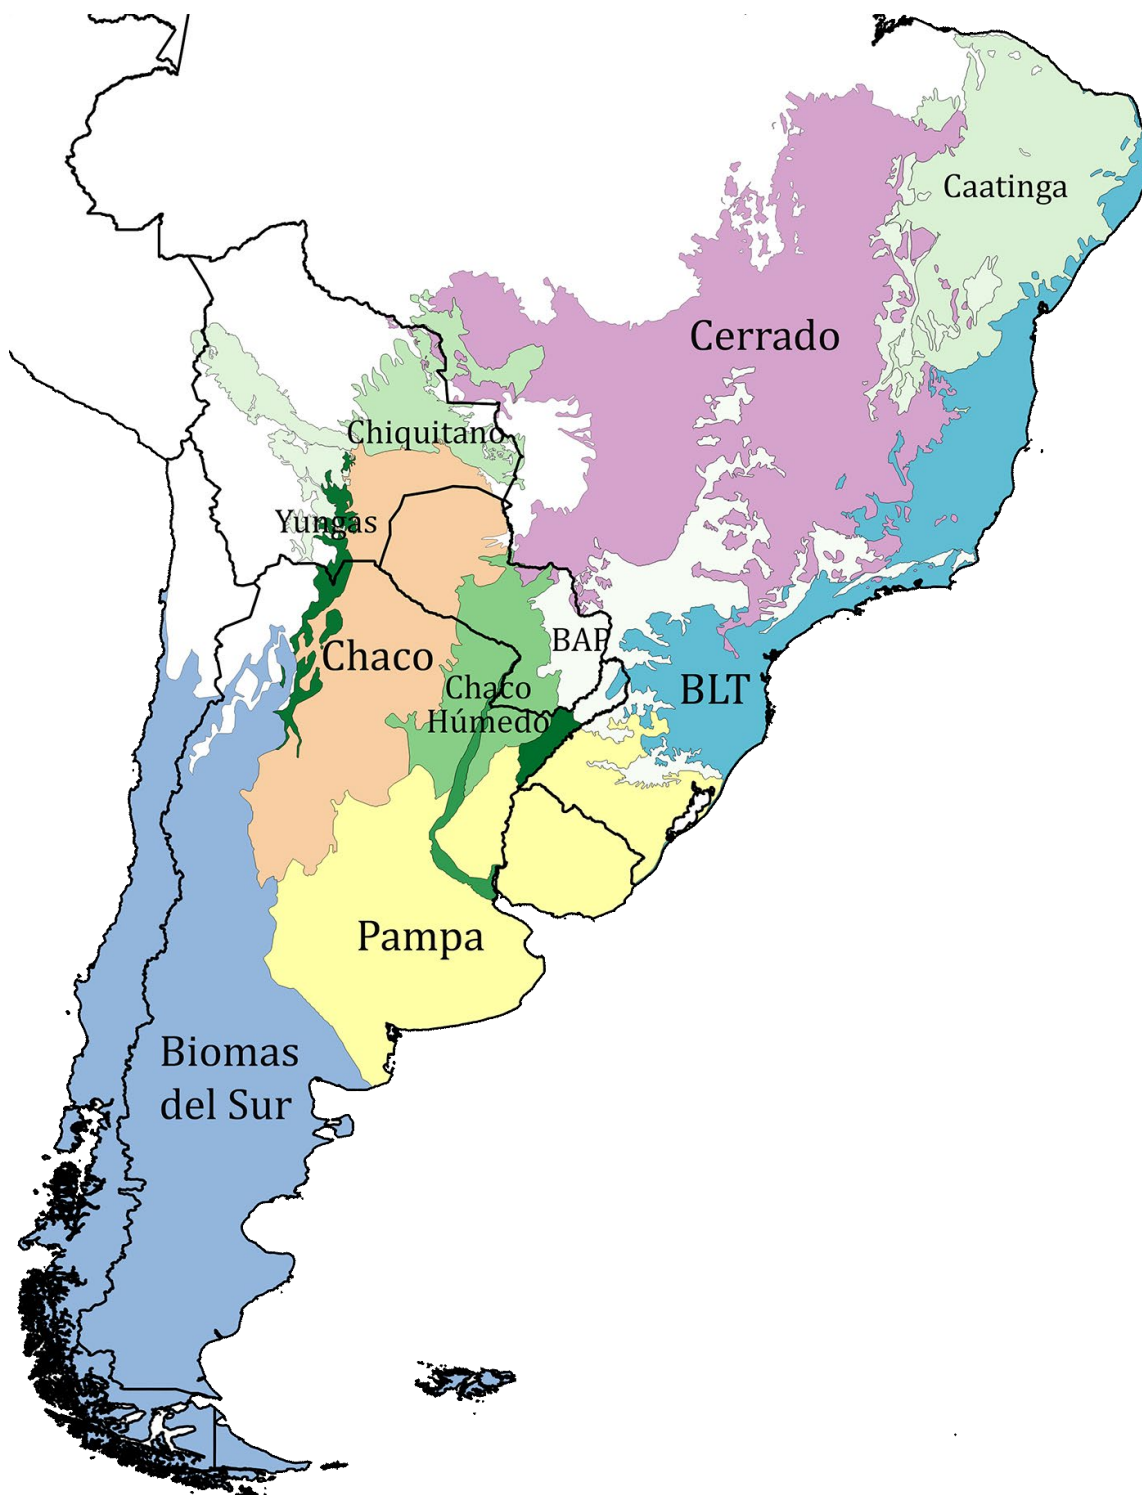 Caatinga
Cerrado
Chiquitano
Yungas
BAP
Chaco
Chaco
Húmedo
BLT
Pampa
Biomas
del Sur